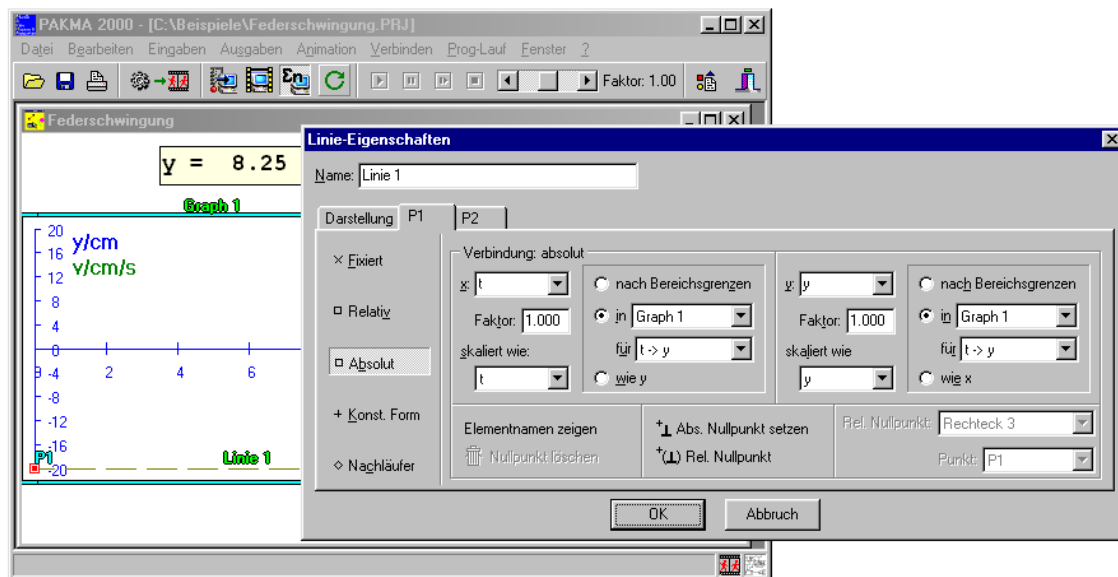 PAKMA 2000 - [C:\Beispiele\Federschwingung.PRJ]
Datei Bearbeiten Eingaben Ausgaben Animation Verbinden Prog-Lauf Fenster ?
Σn Faktor: 1.00
Federschwingung
y = 8.25
Graph 1
y/cm
v/cm/s
20
16
12
8
4
0
-4
-8
-12
-16
-20
2 4 6
P1
Linie 1
Linie-Eigenschaften
Name: Linie 1
Darstellung P1 P2
Fixiert
Relativ
Absolut
Konst. Form
Nachläufer
Verbindung: absolut
x: t
Faktor: 1.000
skaliert wie:
t
nach Bereichsgrenzen
in Graph 1
für t -> y
wie y
y: y
Faktor: 1.000
skaliert wie
y
nach Bereichsgrenzen
in Graph 1
für t -> y
wie x
Elementnamen zeigen
Nullpunkt löschen
Abs. Nullpunkt setzen
Rel. Nullpunkt
Rel. Nullpunkt: Rechteck 3
Punkt: P1
OK Abbruch